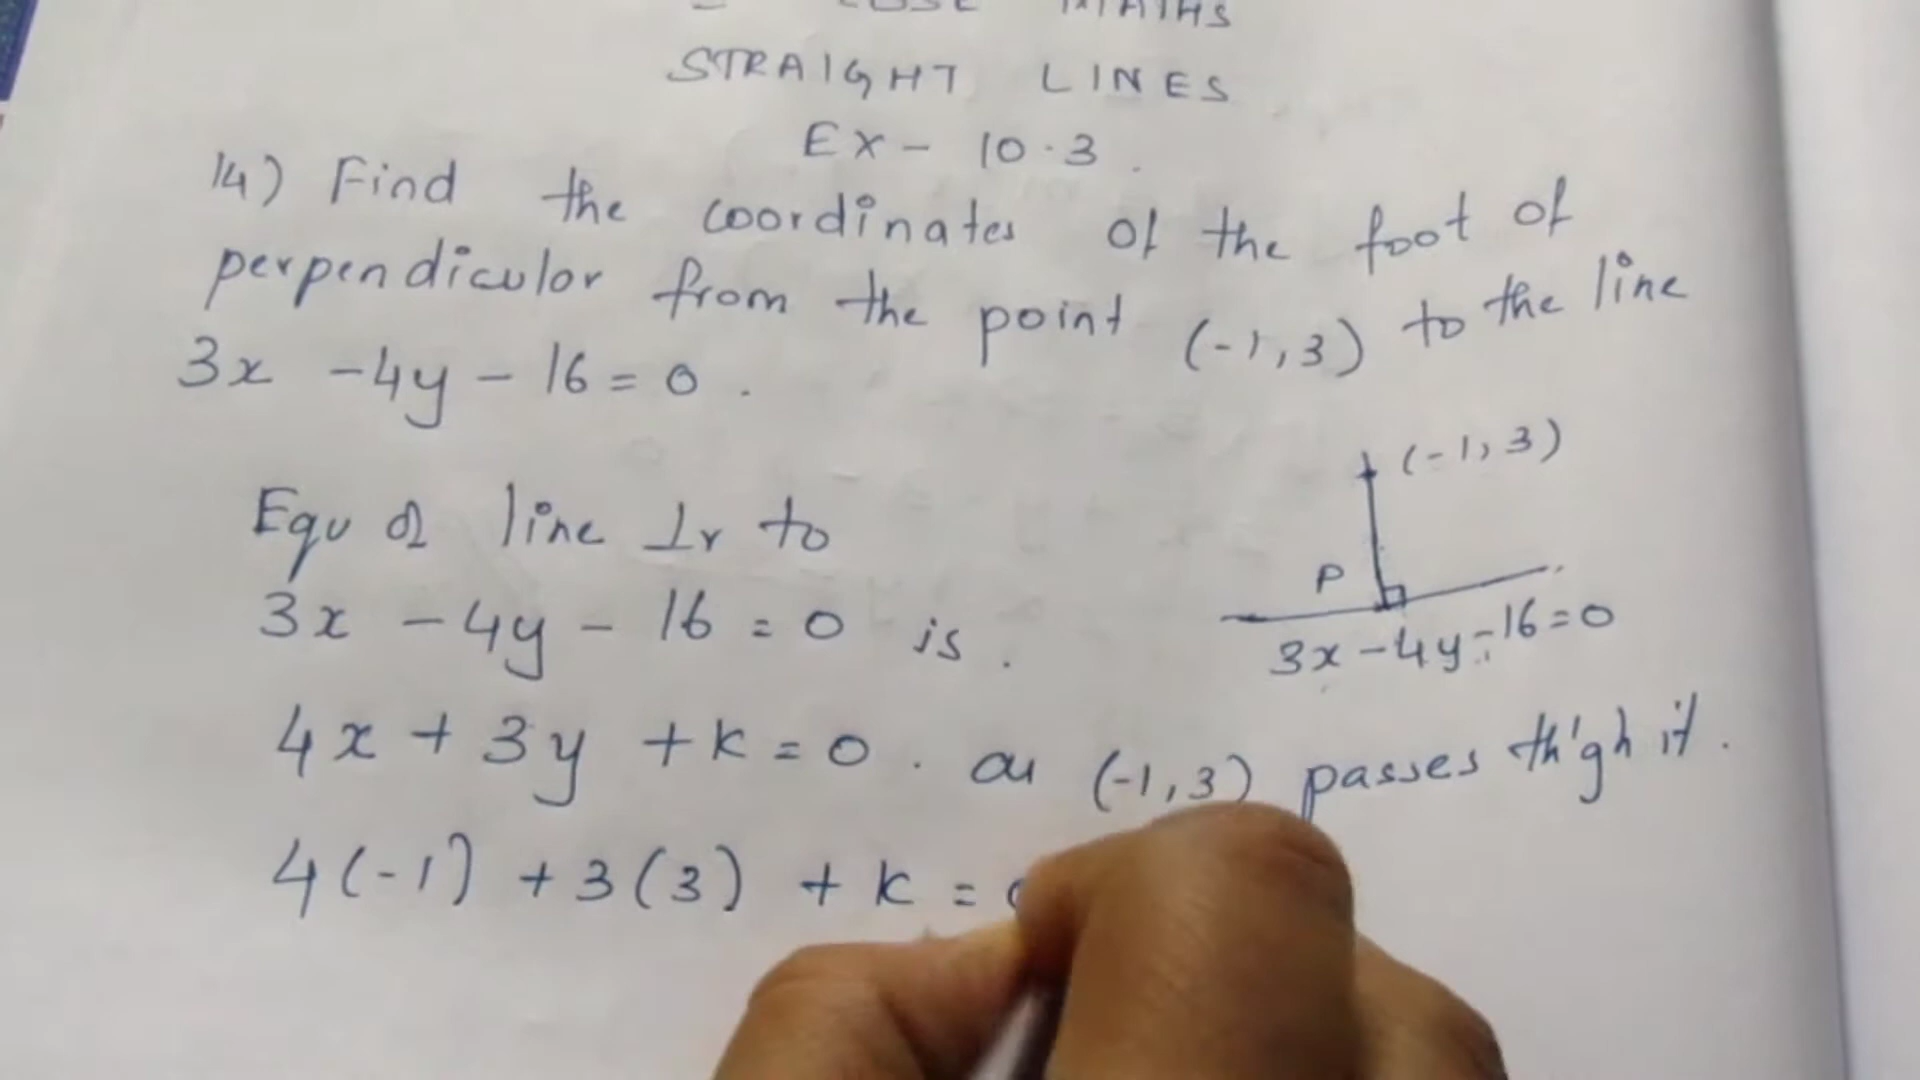 MATHS
STRAIGHT LINES
EX - 10.3.
14) Find the coordinates of the foot of
perpendiculor from the point (-1,3) to the line
3x -4y - 16 = 0.
(-1,3)
P
3x-4y-16=0
Equ of line ⊥r to
3x - 4y - 16 = 0 is.
4x + 3y + k = 0. as (-1,3) passes th'gh it.
4(-1) + 3(3) + k =